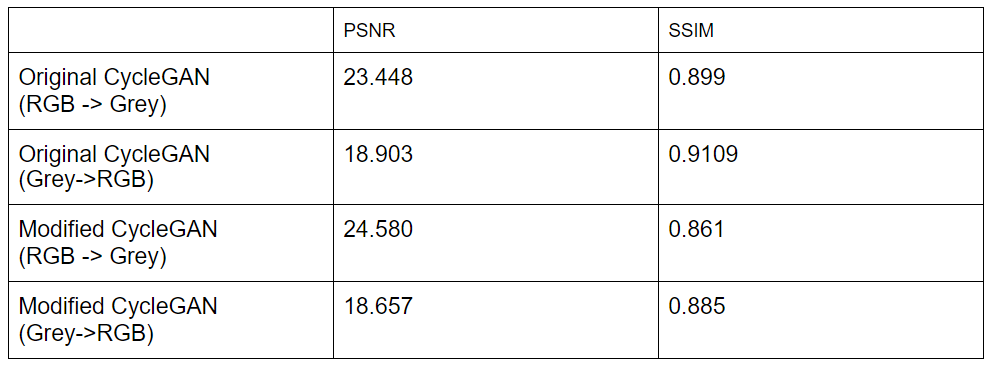 PSNR SSIM
Original CycleGAN 23.448 0.899
(RGB -> Grey)
Original CycleGAN 18.903 0.9109
(Grey->RGB)
Modified CycleGAN 24.580 0.861
(RGB -> Grey)
Modified CycleGAN 18.657 0.885
(Grey->RGB)